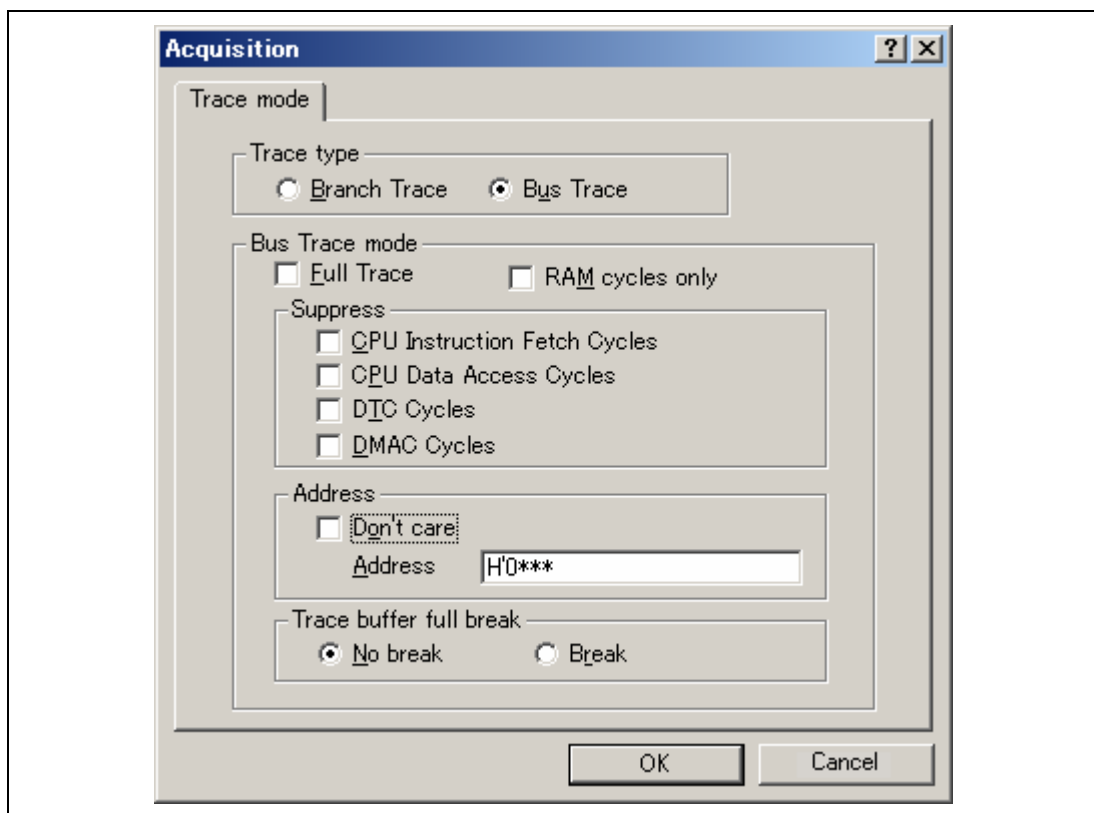 Acquisition
Trace mode
Trace type
Branch Trace Bus Trace
Bus Trace mode
Full Trace RAM cycles only
Suppress
CPU Instruction Fetch Cycles
CPU Data Access Cycles
DTC Cycles
DMAC Cycles
Address
Don't care
Address H'0***
Trace buffer full break
No break Break
OK Cancel